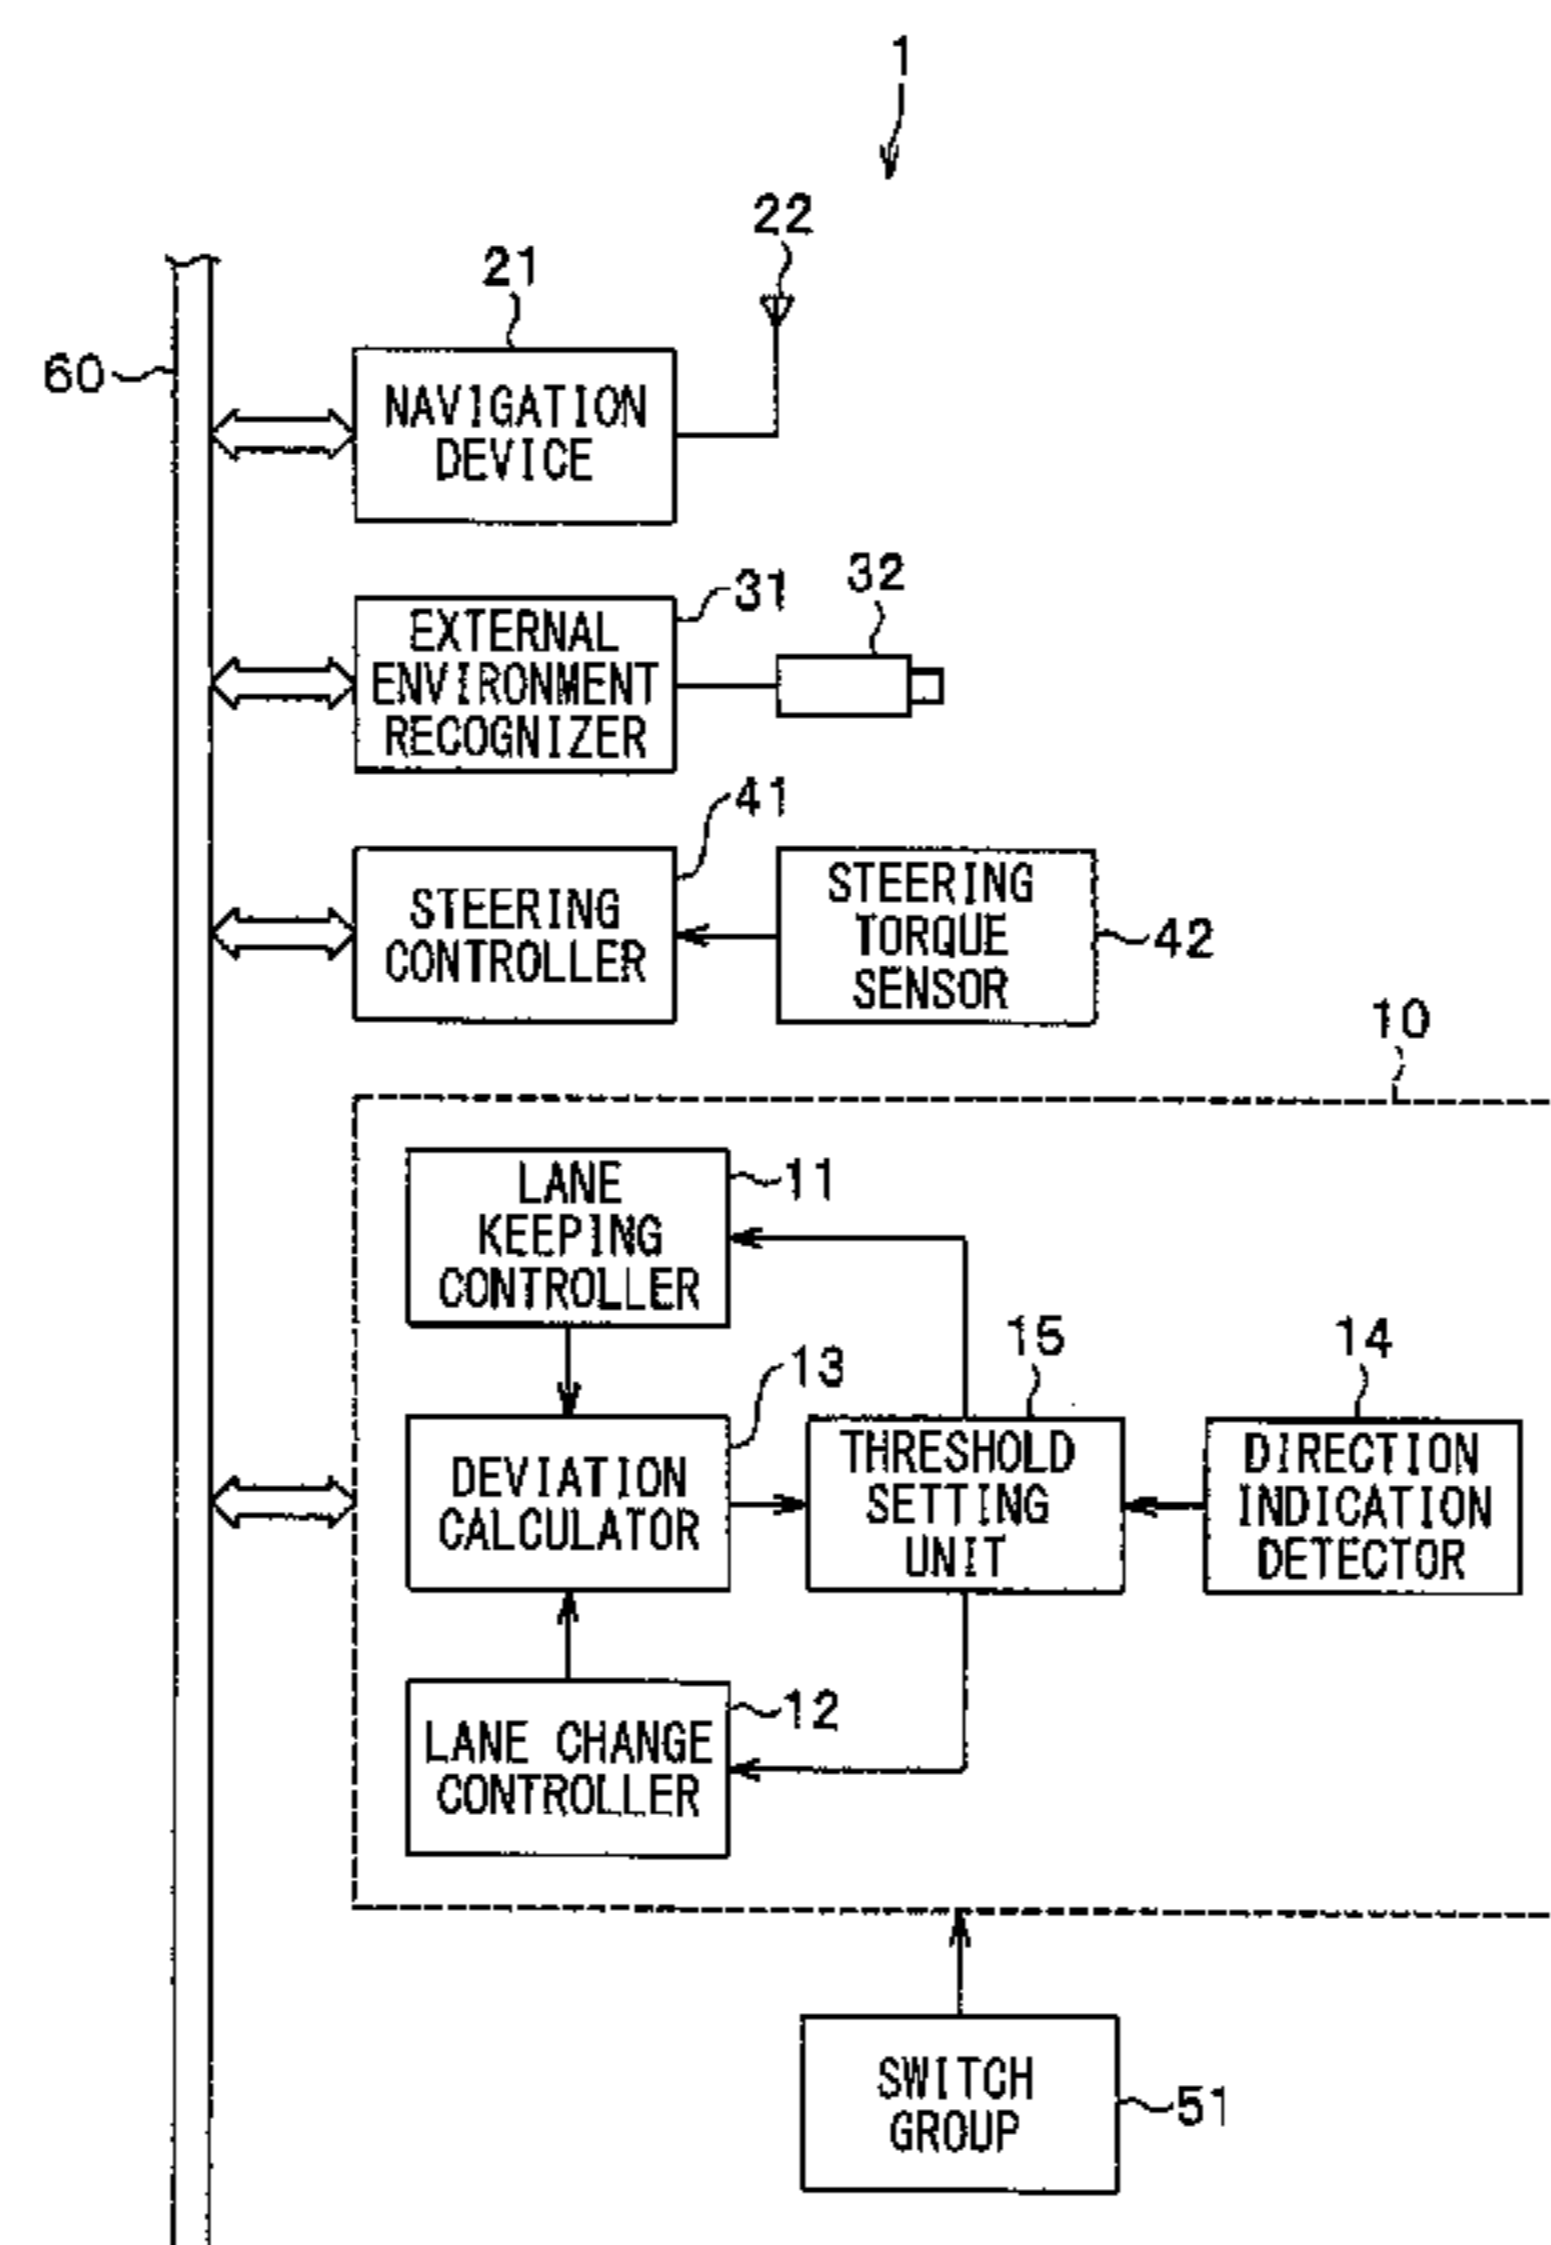 1
22
21
60
NAVIGATION
DEVICE
31
32
EXTERNAL
ENVIRONMENT
RECOGNIZER
41
STEERING
CONTROLLER
STEERING
TORQUE
SENSOR
42
10
LANE
KEEPING
CONTROLLER
11
13
15
14
DEVIATION
CALCULATOR
THRESHOLD
SETTING
UNIT
DIRECTION
INDICATION
DETECTOR
12
LANE CHANGE
CONTROLLER
SWITCH
GROUP
51